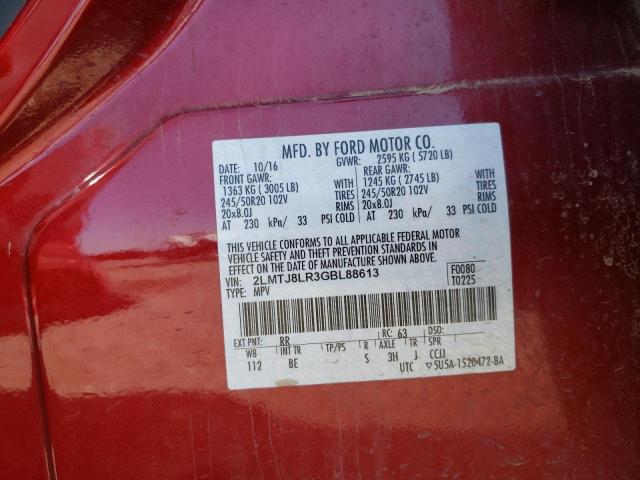 MFD. BY FORD MOTOR CO.
DATE: 10/16 GVWR: 2595 KG ( 5720 LB)
FRONT GAWR: REAR GAWR:
1363 KG ( 3005 LB) 1245 KG ( 2745 LB)
WITH WITH
245/50R20 102V TIRES 245/50R20 102V TIRES
20x8.0J RIMS 20x8.0J RIMS
AT 230 kPa/ 33 PSI COLD AT 230 kPa/ 33 PSI COLD
THIS VEHICLE CONFORMS TO ALL APPLICABLE FEDERAL MOTOR
VEHICLE SAFETY AND THEFT PREVENTION STANDARDS IN
EFFECT ON THE DATE OF MANUFACTURE SHOWN ABOVE.
VIN: 2LMTJ8LR3GBL88613 F0080
TYPE: MPV T0225
EXT PNT: RR RC: 63 DSO:
WB INT TR TP/PS R AXLE TR SPR
112 BE S 3H J CCJJ
UTC ▽5U5A-1520472-BA